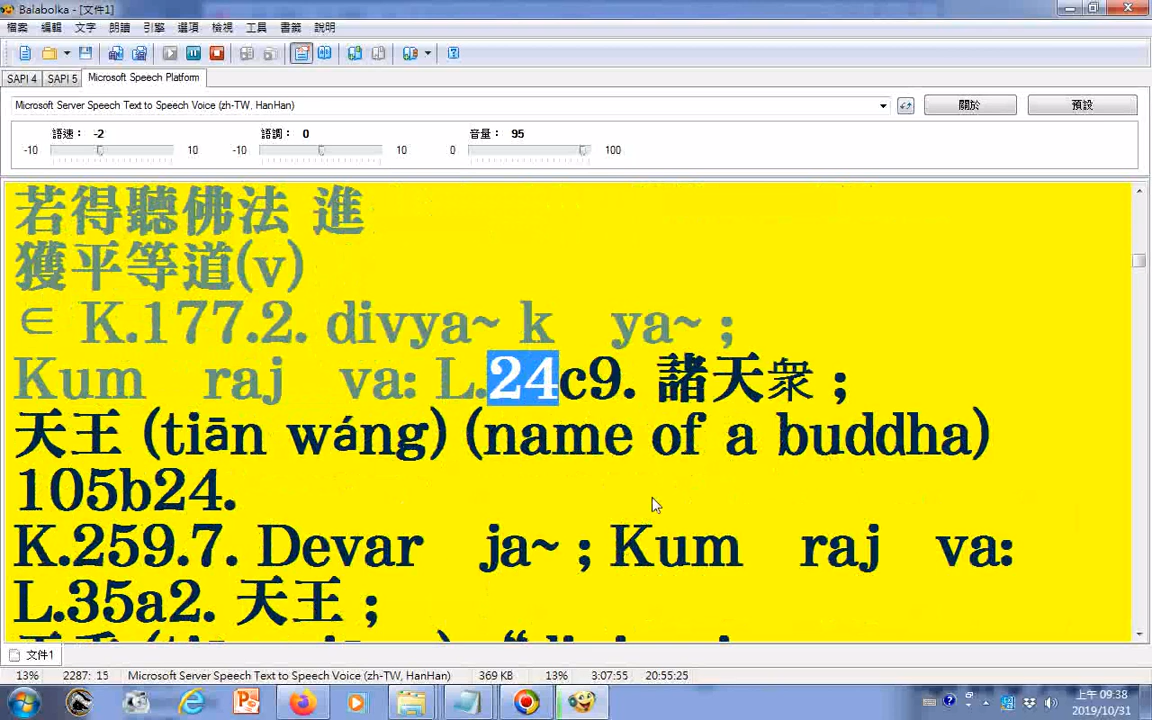 Balabolka - [文件1]
檔案 編輯 文字 朗讀 引擎 選項 檢視 工具 書籤 說明
SAPI 4 SAPI 5 Microsoft Speech Platform
Microsoft Server Speech Text to Speech Voice (zh-TW, HanHan) 關於 預設
語速： -2 語調： 0 音量： 95
-10 10 -10 10 0 100
若得聽佛法 進
獲平等道(v)
∈ K.177.2. divya~ k ya~ ;
Kum raj va: L.24c9. 諸天衆 ;
天王 (tiān wáng) (name of a buddha)
105b24.
K.259.7. Devar ja~ ; Kum raj va:
L.35a2. 天王 ;
文件1
13% 2287: 15 Microsoft Server Speech Text to Speech Voice (zh-TW, HanHan) 369 KB 13% 3:07:55 20:55:25
上午 09:38
2019/10/31